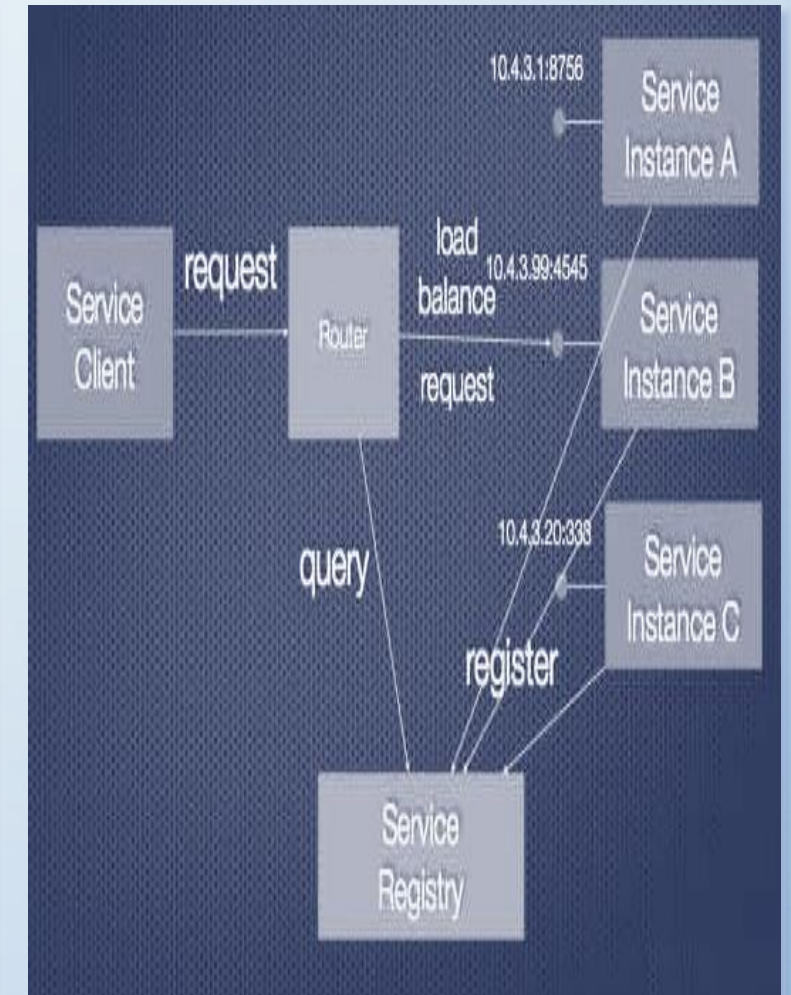 10.4.3.1:8756
Service
Instance A
Service
Client
request
Router
load
balance
request
10.4.3.99:4545
Service
Instance B
query
10.4.3.20:333
Service
Instance C
register
Service
Registry